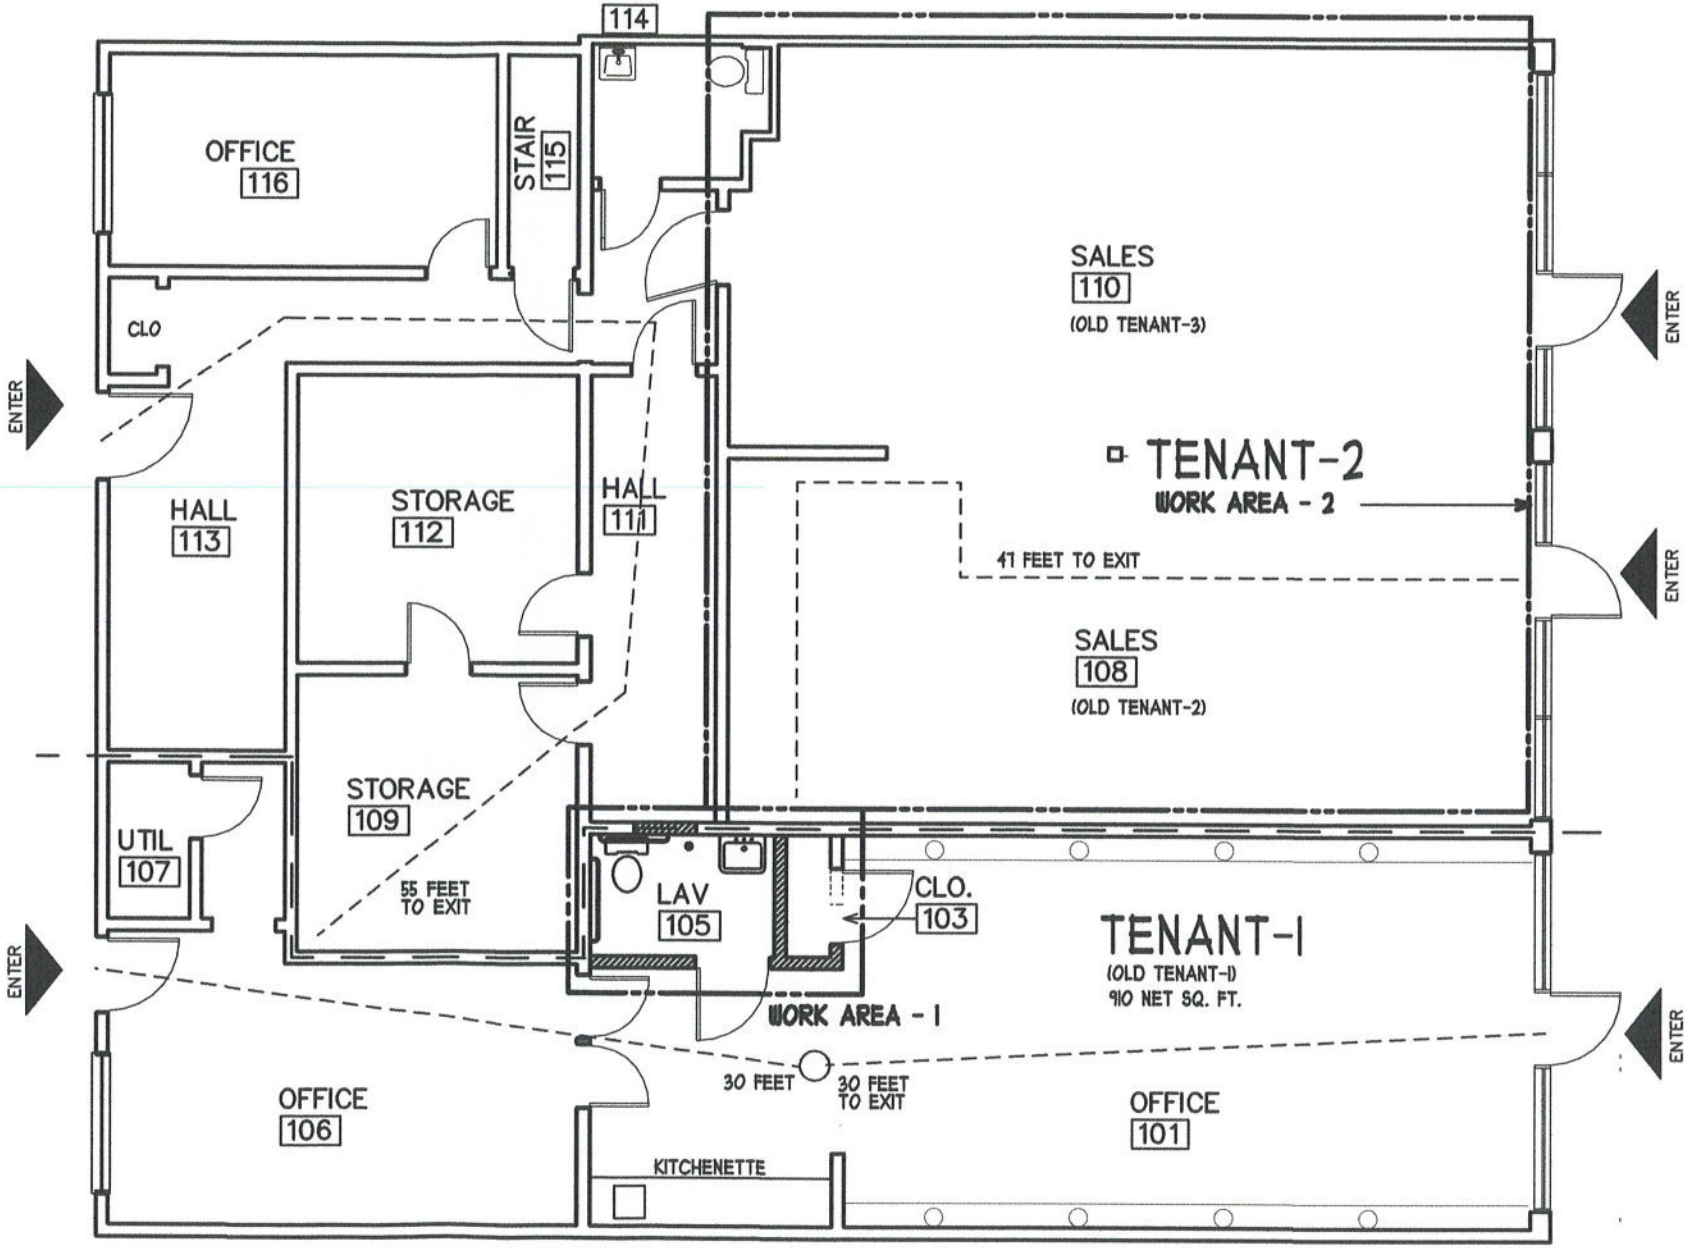 114
OFFICE
116
STAIR
115
SALES
110
(OLD TENANT-3)
ENTER
CLO
ENTER
TENANT-2
WORK AREA - 2
HALL
113
STORAGE
112
HALL
111
47 FEET TO EXIT
ENTER
SALES
108
(OLD TENANT-2)
STORAGE
109
UTIL
107
55 FEET
TO EXIT
LAV
105
CLO.
103
TENANT-1
(OLD TENANT-1)
910 NET SQ. FT.
ENTER
WORK AREA - 1
ENTER
30 FEET
30 FEET
TO EXIT
OFFICE
106
OFFICE
101
KITCHENETTE